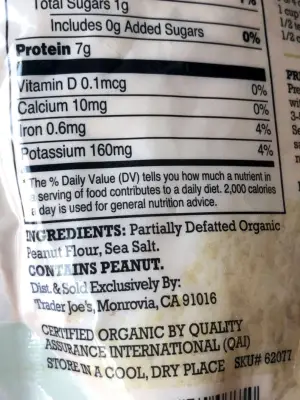 Total Sugars 1g
Includes 0g Added Sugars 0%
Protein 7g
Vitamin D 0.1mcg 0%
Calcium 10mg 0%
Iron 0.6mg 4%
Potassium 160mg 4%
* The % Daily Value (DV) tells you how much a nutrient in
a serving of food contributes to a daily diet. 2,000 calories
a day is used for general nutrition advice.
INGREDIENTS: Partially Defatted Organic
Peanut Flour, Sea Salt.
CONTAINS PEANUT.
Dist. & Sold Exclusively By:
Trader Joe's, Monrovia, CA 91016
CERTIFIED ORGANIC BY QUALITY
ASSURANCE INTERNATIONAL (QAI)
STORE IN A COOL, DRY PLACE SKU# 62077